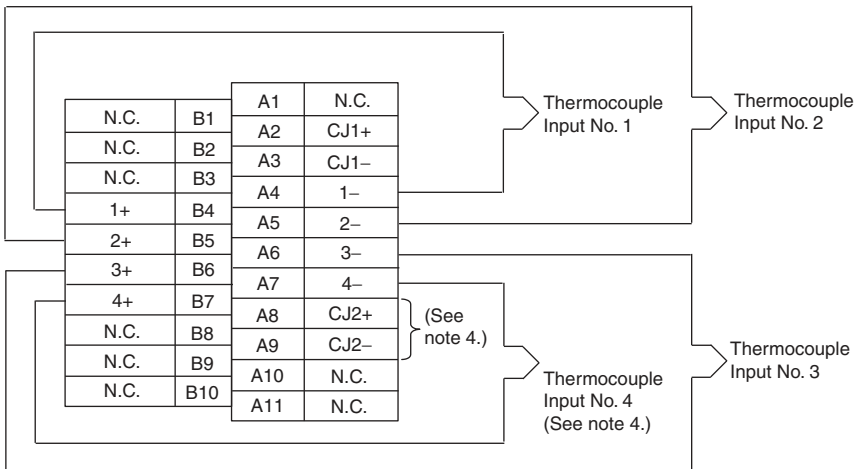 N.C. B1
N.C. B2
N.C. B3
1+ B4
2+ B5
3+ B6
4+ B7
N.C. B8
N.C. B9
N.C. B10
A1 N.C.
A2 CJ1+
A3 CJ1−
A4 1−
A5 2−
A6 3−
A7 4−
A8 CJ2+
A9 CJ2−
A10 N.C.
A11 N.C.
(See
note 4.)
Thermocouple
Input No. 1
Thermocouple
Input No. 2
Thermocouple
Input No. 4
(See note 4.)
Thermocouple
Input No. 3